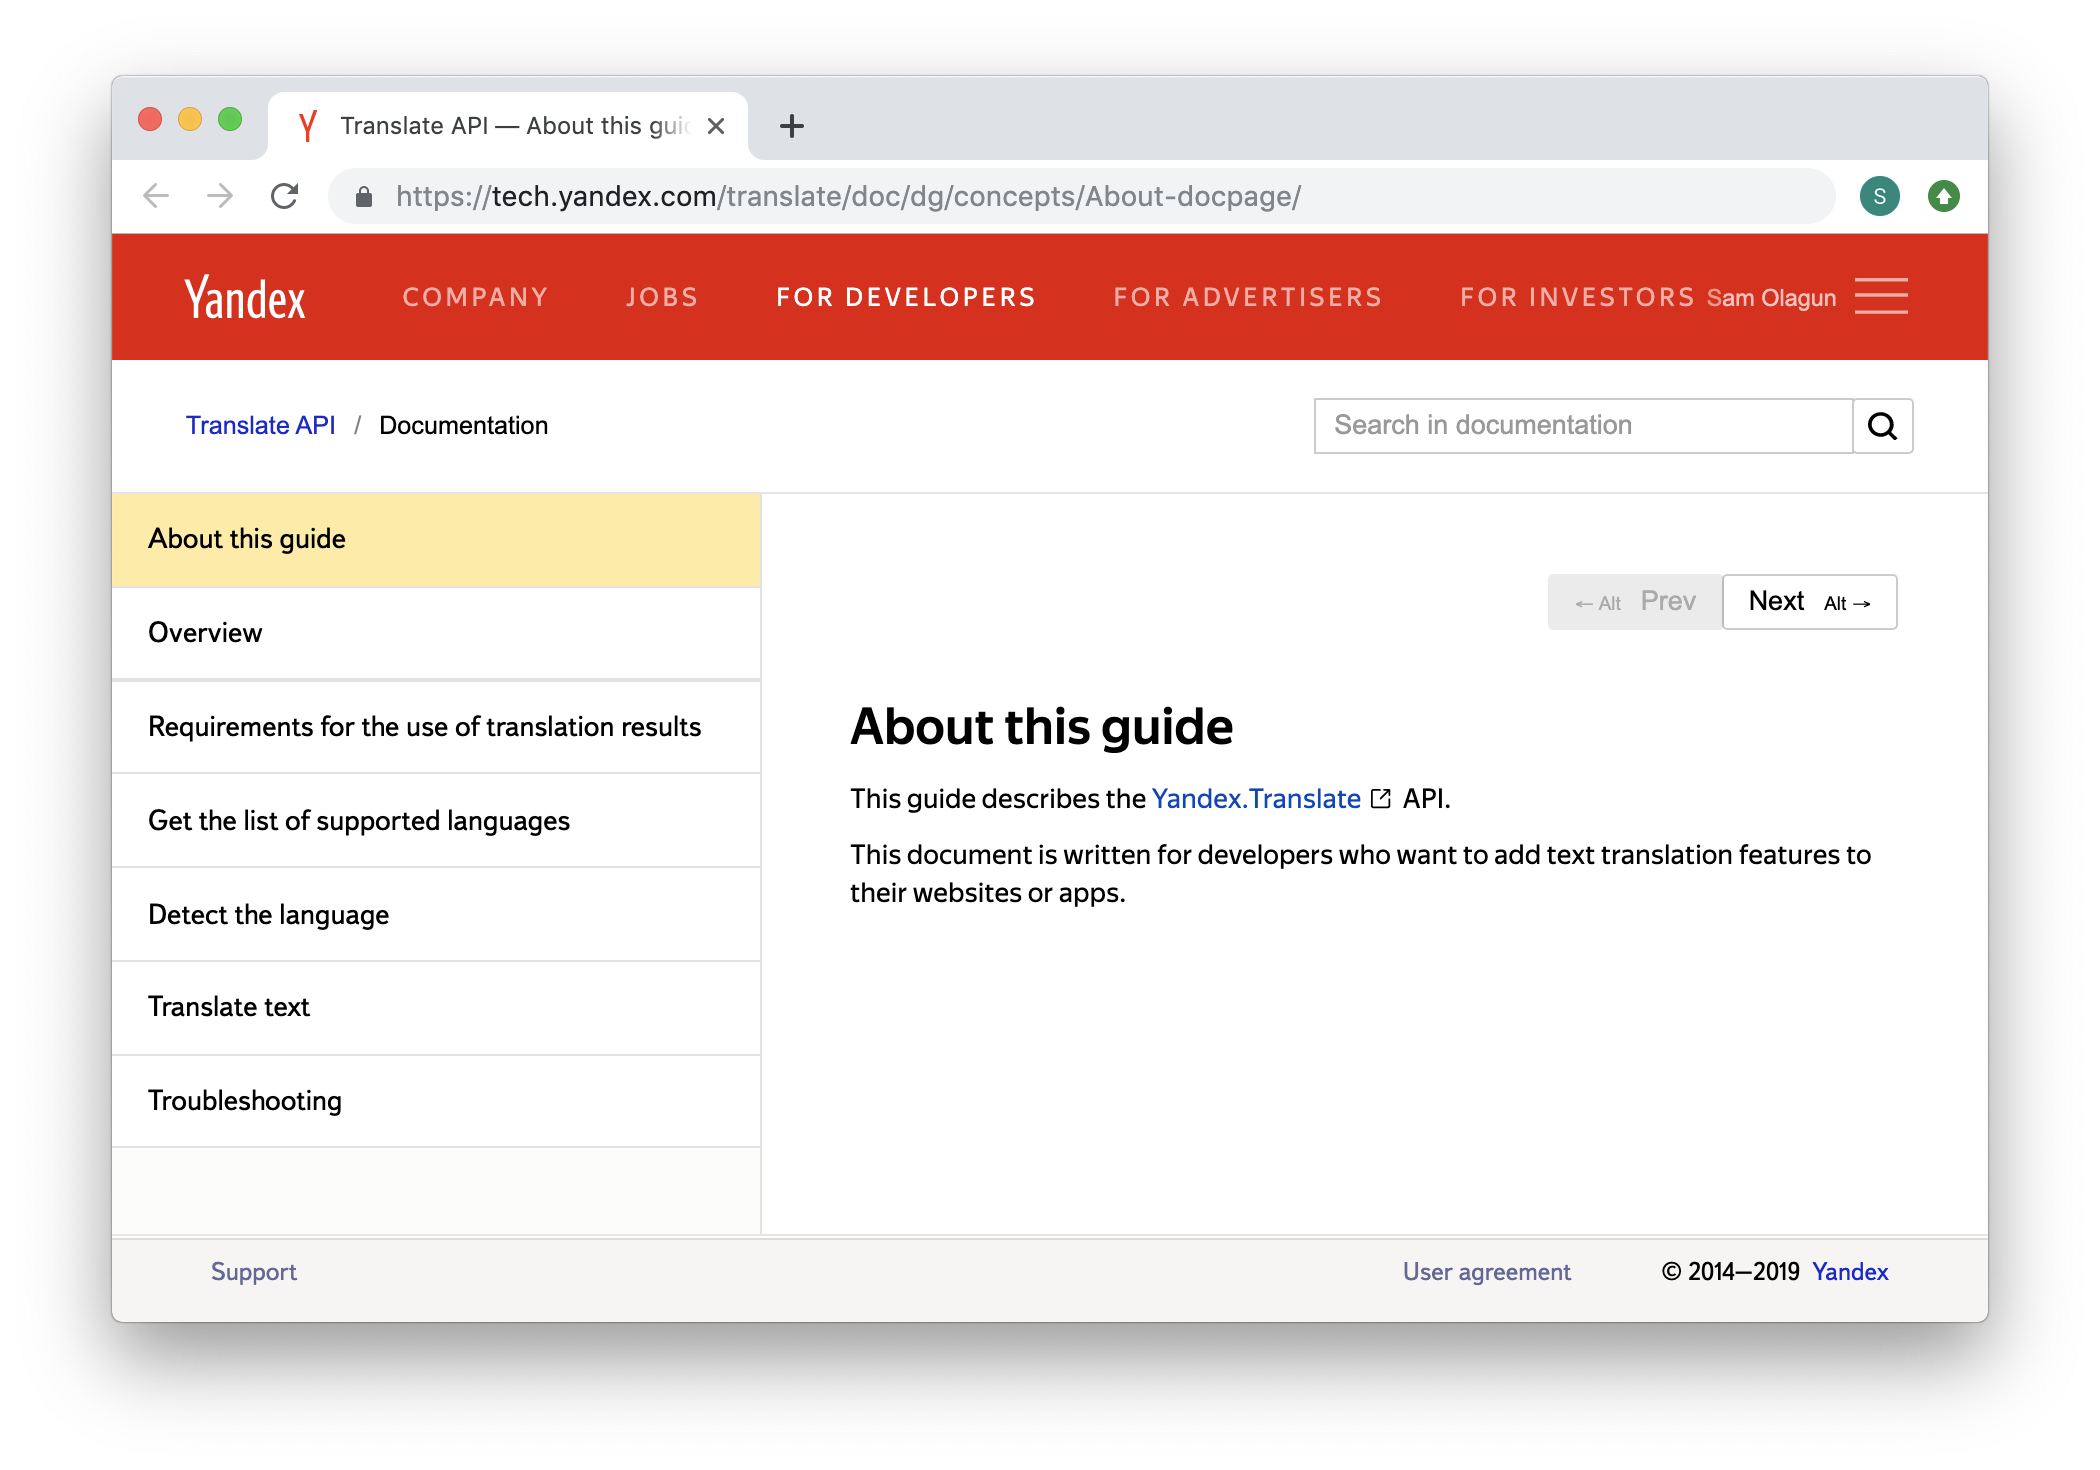 Translate API — About this gui
https://tech.yandex.com/translate/doc/dg/concepts/About-docpage/
S
Yandex
COMPANY
JOBS
FOR DEVELOPERS
FOR ADVERTISERS
FOR INVESTORS
Sam Olagun
Translate API / Documentation
Search in documentation
About this guide
Overview
Requirements for the use of translation results
Get the list of supported languages
Detect the language
Translate text
Troubleshooting
← Alt Prev
Next Alt →
About this guide
This guide describes the Yandex.Translate API.
This document is written for developers who want to add text translation features to
their websites or apps.
Support
User agreement
© 2014—2019 Yandex